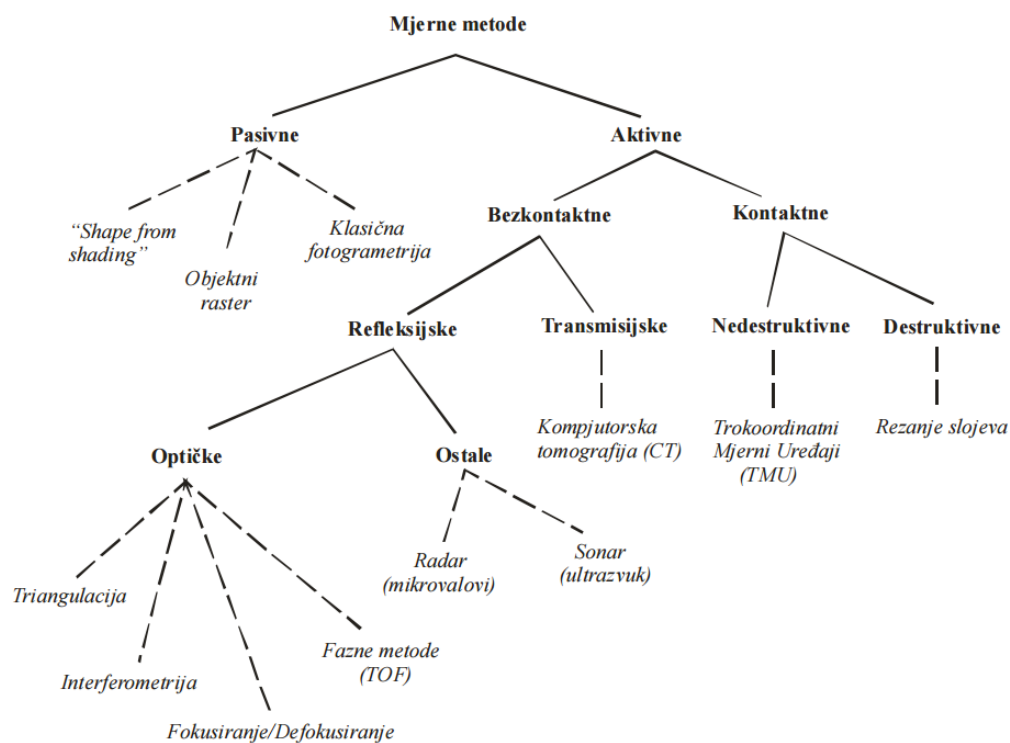 Mjerne metode
Pasivne
Aktivne
“Shape from
shading”
Objektni
raster
Klasična
fotogrametrija
Bezkontaktne
Kontaktne
Refleksijske
Transmisijske
Nedestruktivne
Destruktivne
Kompjutorska
tomografija (CT)
Trokoordinatni
Mjerni Uređaji
(TMU)
Rezanje slojeva
Optičke
Ostale
Triangulacija
Interferometrija
Fokusiranje/Defokusiranje
Fazne metode
(TOF)
Radar
(mikrovalovi)
Sonar
(ultrazvuk)